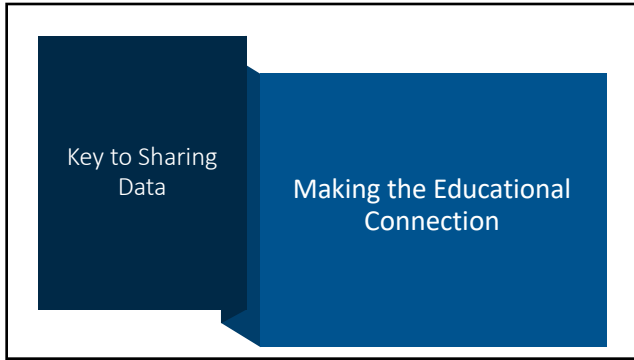 Key to Sharing
Data
Making the Educational
Connection